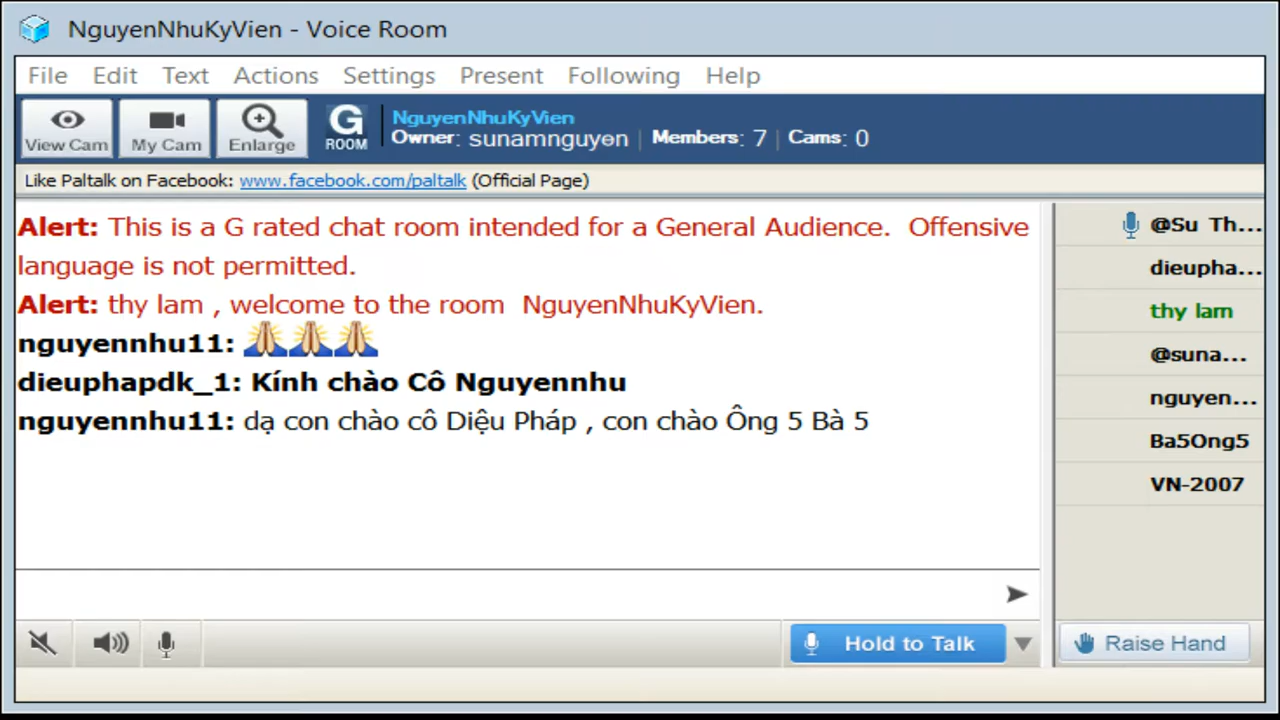 NguyenNhuKyVien - Voice Room
File Edit Text Actions Settings Present Following Help
View Cam My Cam Enlarge G ROOM
NguyenNhuKyVien
Owner: sunamnguyen | Members: 7 | Cams: 0
Like Paltalk on Facebook: www.facebook.com/paltalk (Official Page)
Alert: This is a G rated chat room intended for a General Audience. Offensive
language is not permitted.
Alert: thy lam , welcome to the room NguyenNhuKyVien.
nguyennhu11: 🙏🙏🙏
dieuphapdk_1: Kính chào Cô Nguyennhu
nguyennhu11: dạ con chào cô Diệu Pháp , con chào Ông 5 Bà 5
@Su Th...
dieupha...
thy lam
@suna...
nguyen...
Ba5Ong5
VN-2007
Hold to Talk
Raise Hand